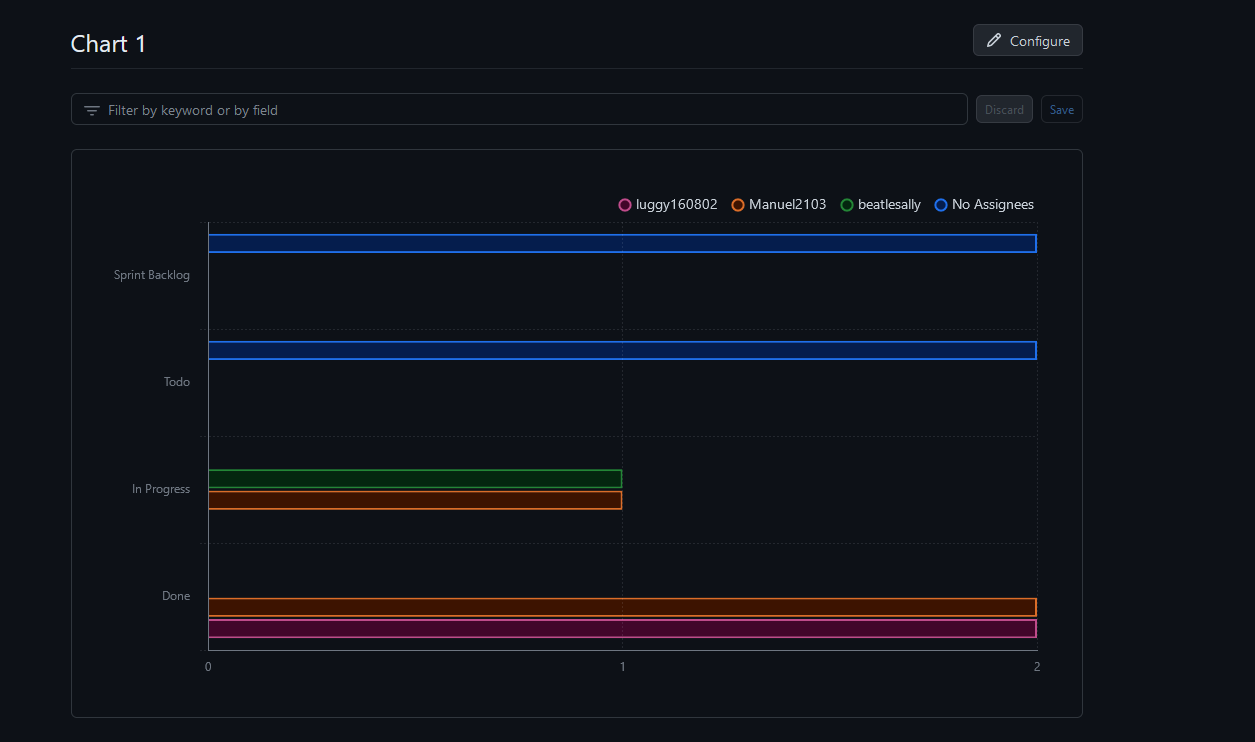 Chart 1
Configure
Filter by keyword or by field
Discard
Save
luggy160802 Manuel2103 beatlesally No Assignees
Sprint Backlog
Todo
In Progress
Done
0 1 2